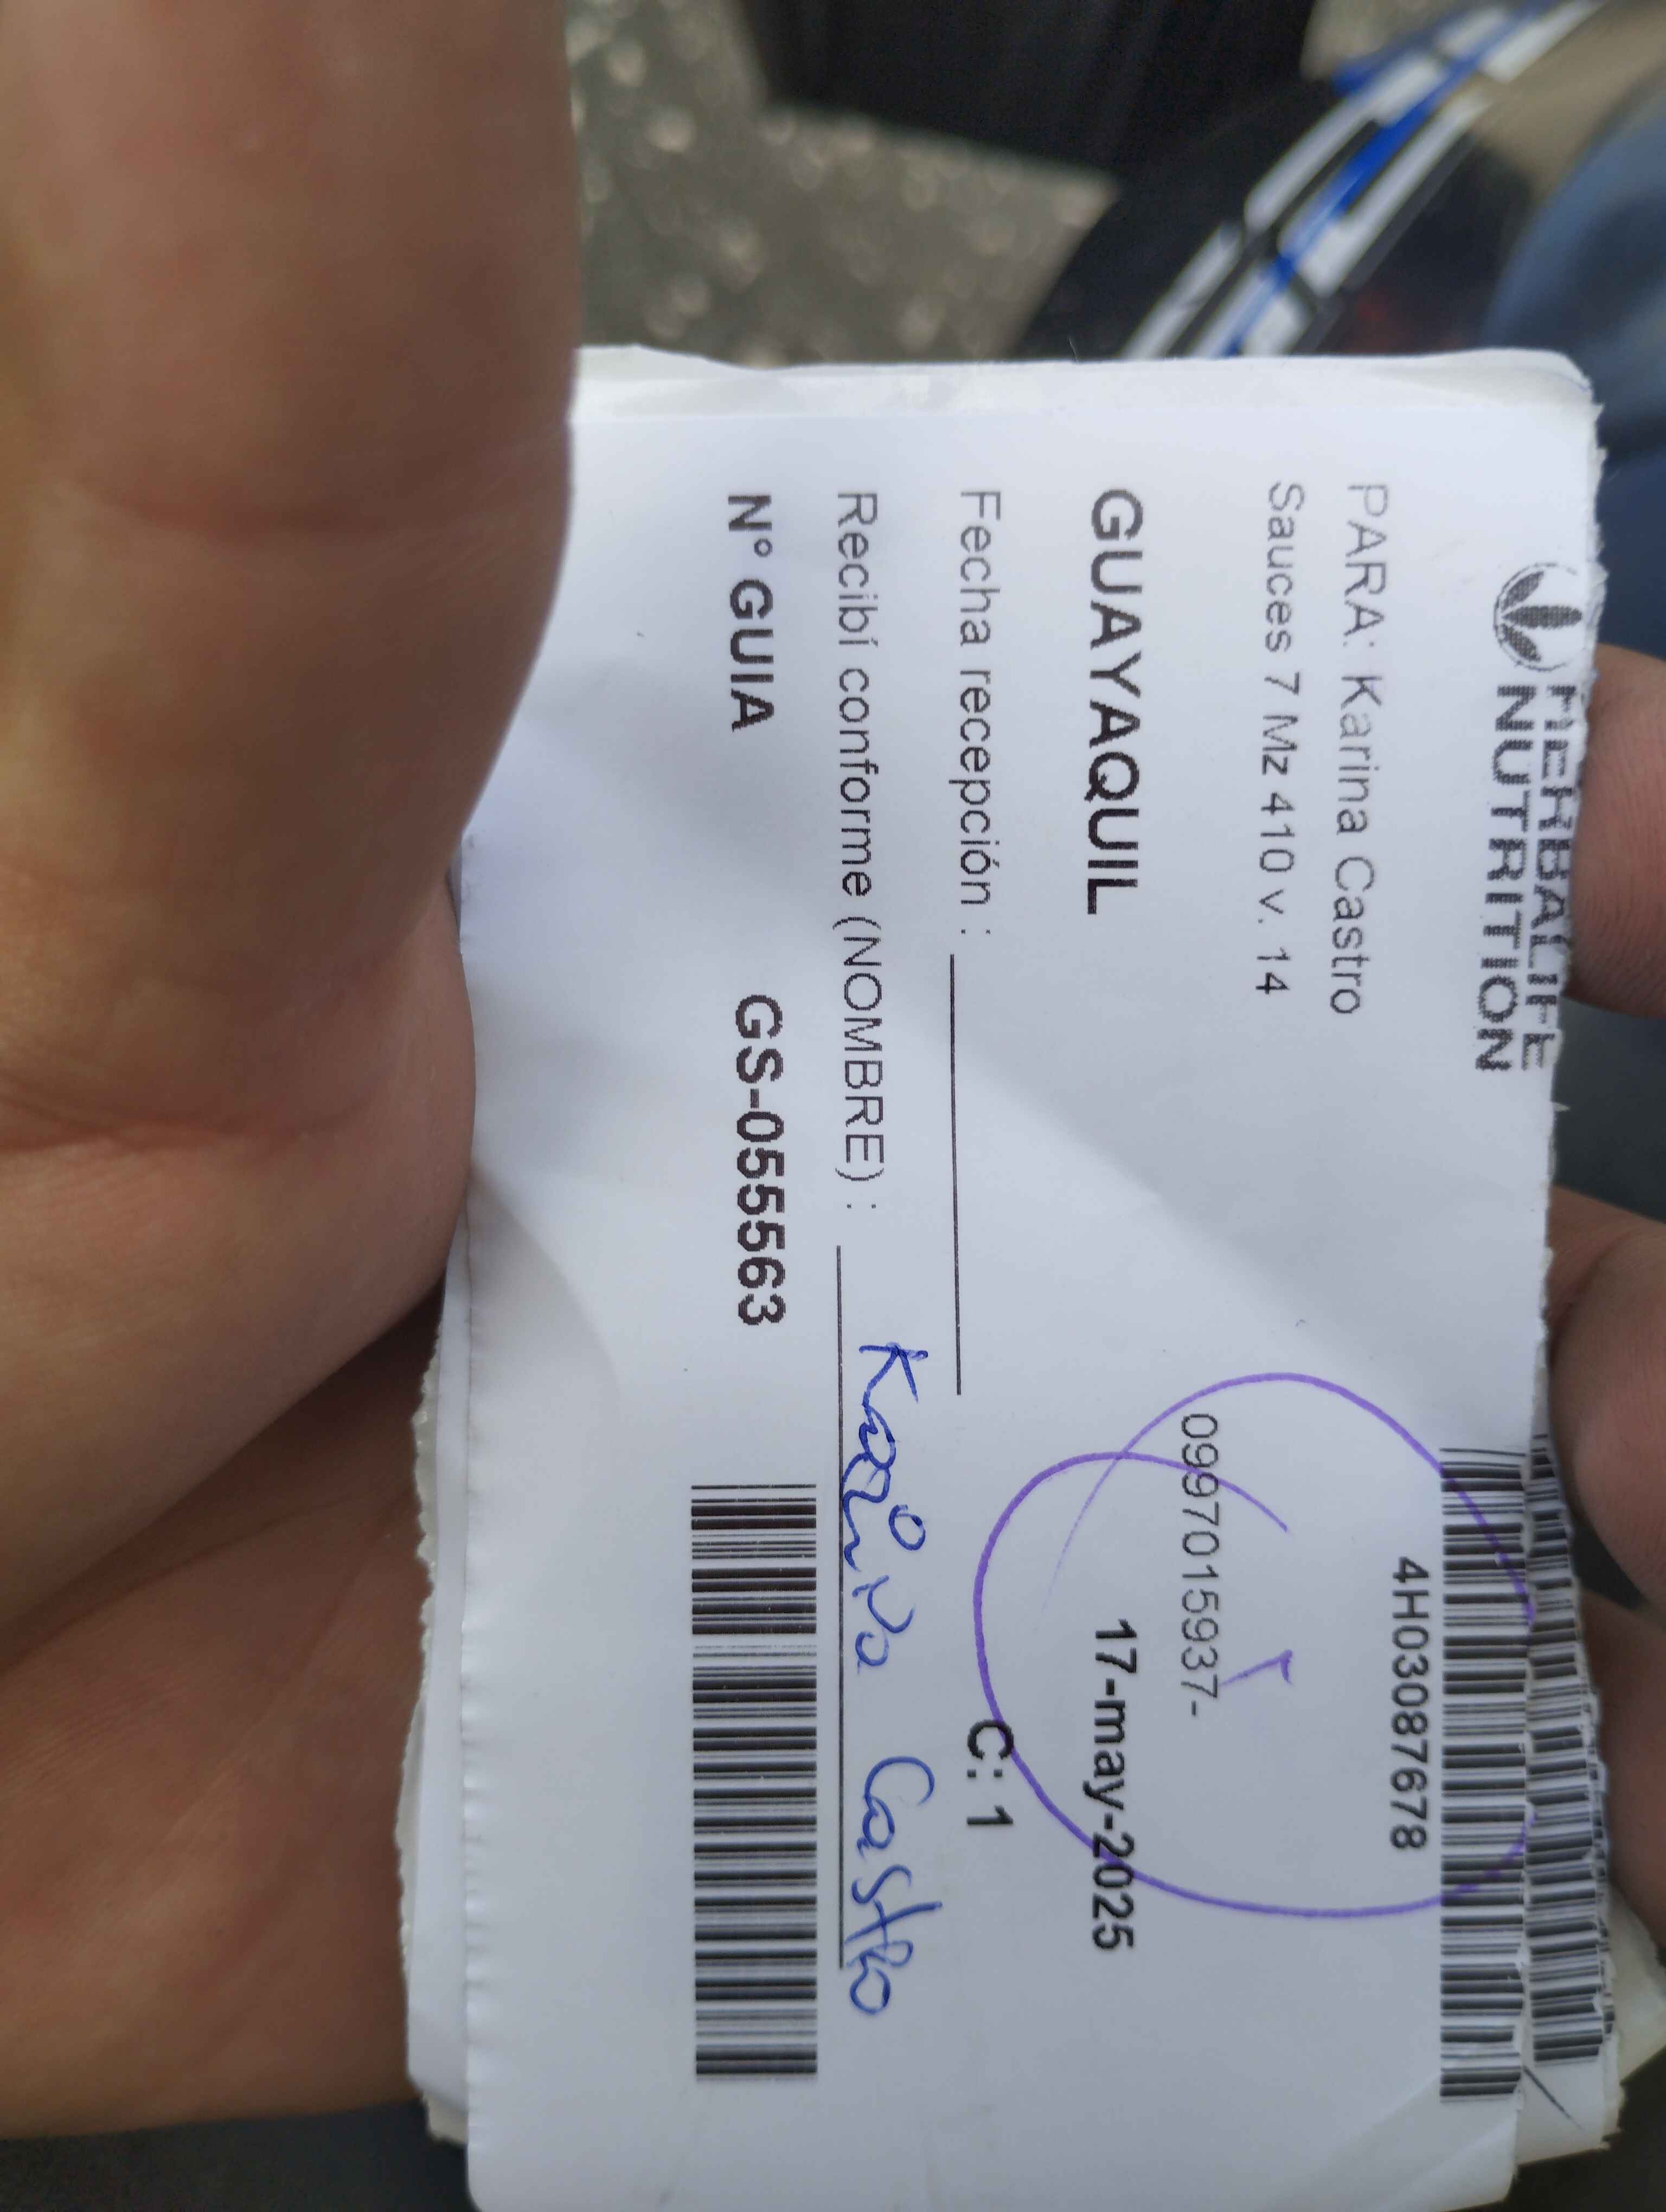 HERBALIFE
NUTRITION
4H03087678
PARA: Karina Castro
Sauces 7 Mz 410 v. 14
0997015937-
GUAYAQUIL
17-may-2025
Fecha recepción :
C: 1
Recibí conforme (NOMBRE) : Karina Castro
N° GUIA GS-055563